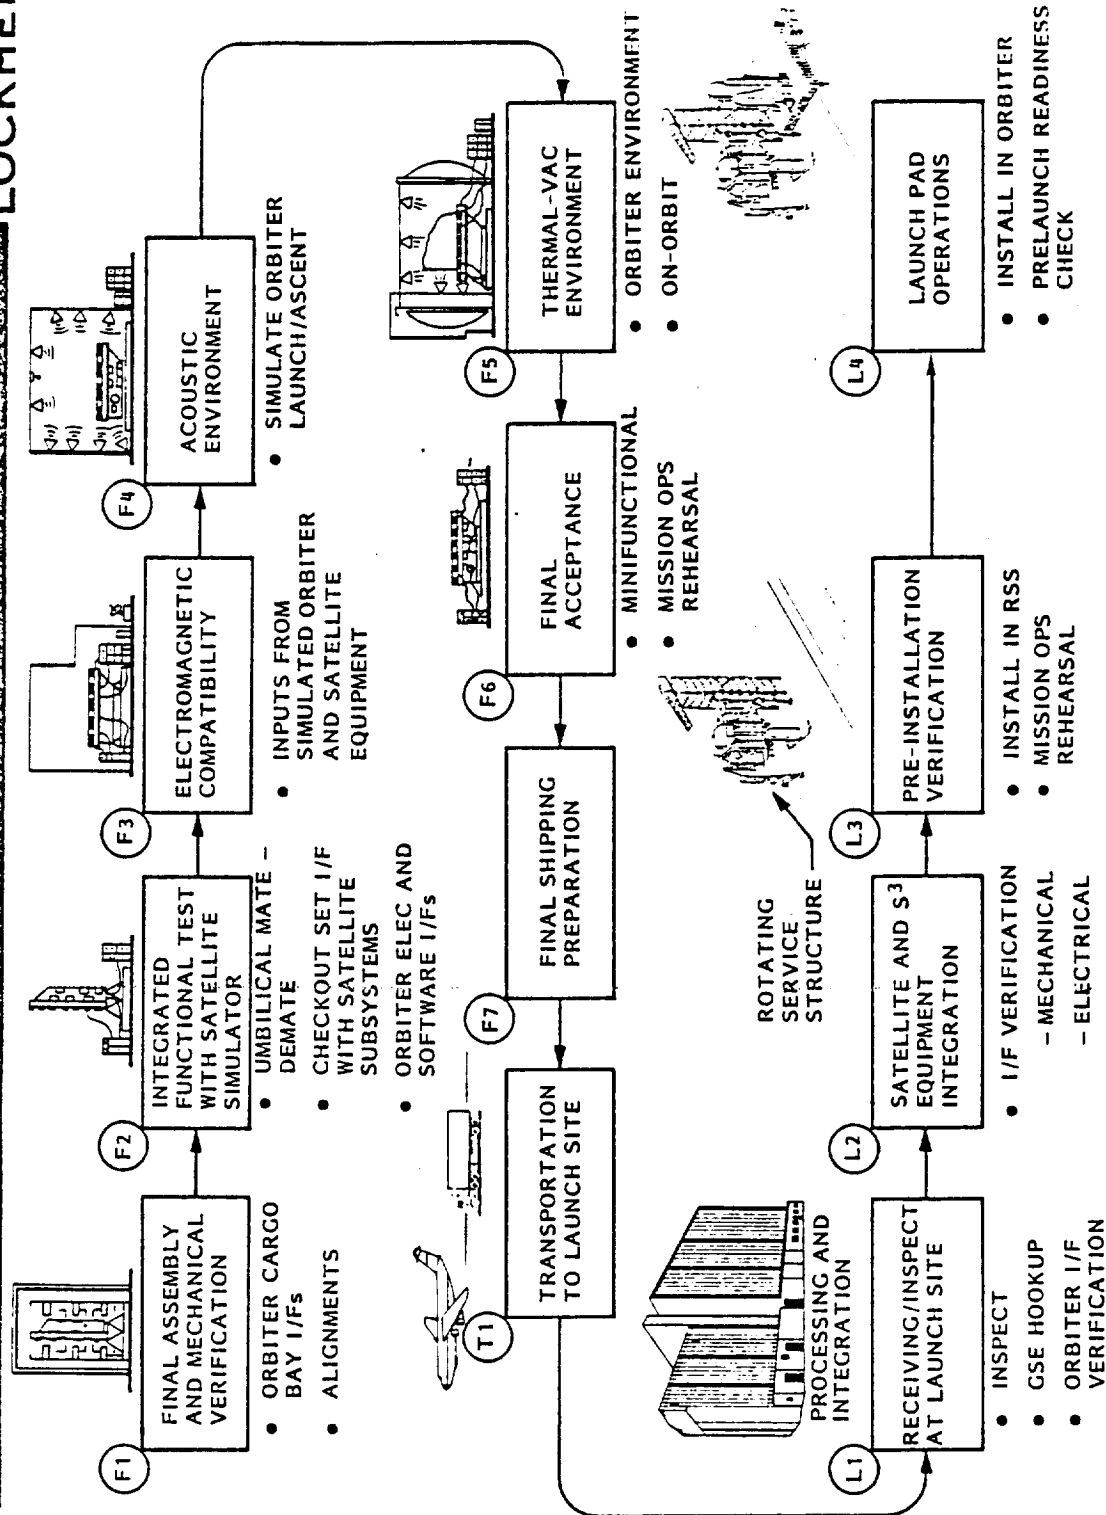 F1
FINAL ASSEMBLY
AND MECHANICAL
VERIFICATION
• ORBITER CARGO
BAY I/Fs
• ALIGNMENTS
F2
INTEGRATED
FUNCTIONAL TEST
WITH SATELLITE
SIMULATOR
• UMBILICAL MATE –
DEMATE
• CHECKOUT SET I/F
WITH SATELLITE
SUBSYSTEMS
• ORBITER ELEC AND
SOFTWARE I/Fs
F3
ELECTROMAGNETIC
COMPATIBILITY
• INPUTS FROM
SIMULATED ORBITER
AND SATELLITE
EQUIPMENT
F4
ACOUSTIC
ENVIRONMENT
• SIMULATE ORBITER
LAUNCH/ASCENT
F5
THERMAL-VAC
ENVIRONMENT
• ORBITER ENVIRONMENT
• ON-ORBIT
F6
FINAL
ACCEPTANCE
• MINIFUNCTIONAL
• MISSION OPS
REHEARSAL
F7
FINAL SHIPPING
PREPARATION
T1
TRANSPORTATION
TO LAUNCH SITE
PROCESSING AND
INTEGRATION
L1
RECEIVING/INSPECT
AT LAUNCH SITE
• INSPECT
• GSE HOOKUP
• ORBITER I/F
VERIFICATION
L2
SATELLITE AND S³
EQUIPMENT
INTEGRATION
• I/F VERIFICATION
– MECHANICAL
– ELECTRICAL
ROTATING
SERVICE
STRUCTURE
L3
PRE-INSTALLATION
VERIFICATION
• INSTALL IN RSS
• MISSION OPS
REHEARSAL
L4
LAUNCH PAD
OPERATIONS
• INSTALL IN ORBITER
• PRELAUNCH READINESS
CHECK